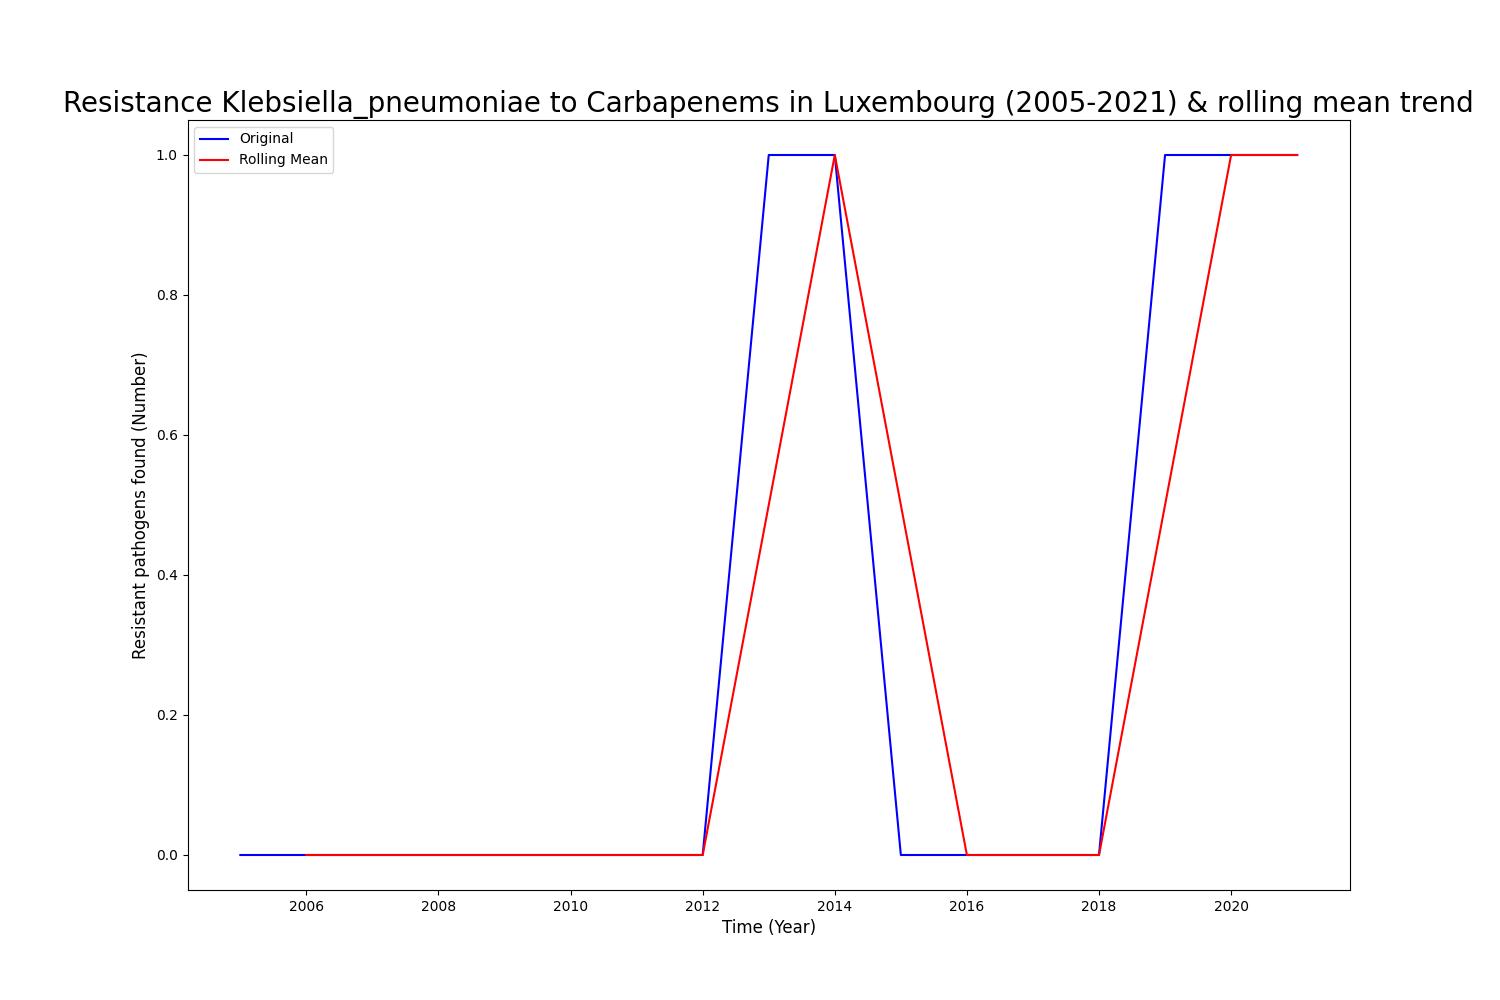 Resistance Klebsiella_pneumoniae to Carbapenems in Luxembourg (2005-2021) & rolling mean trend
Original
Rolling Mean
1.0
0.8
0.6
0.4
0.2
0.0
Resistant pathogens found (Number)
2006 2008 2010 2012 2014 2016 2018 2020
Time (Year)